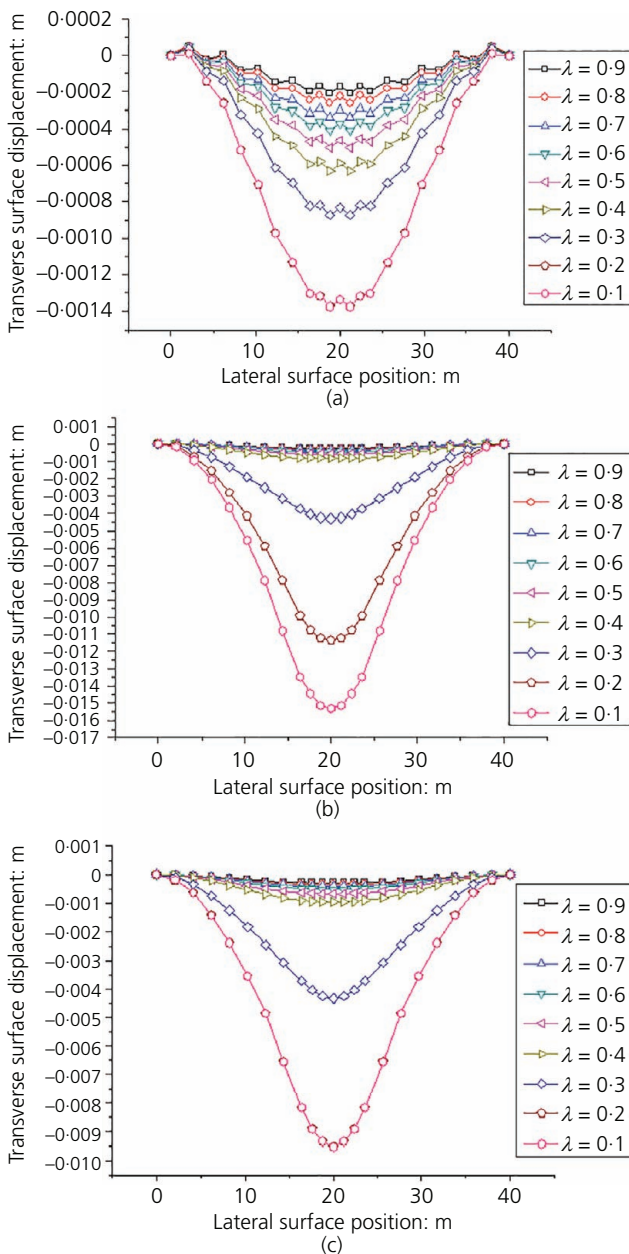 0·0002
0
–0·0002
–0·0004
–0·0006
–0·0008
–0·0010
–0·0012
–0·0014
Transverse surface displacement: m
0 10 20 30 40
Lateral surface position: m
λ = 0·9
λ = 0·8
λ = 0·7
λ = 0·6
λ = 0·5
λ = 0·4
λ = 0·3
λ = 0·2
λ = 0·1
(a)
0·001
0
–0·001
–0·002
–0·003
–0·004
–0·005
–0·006
–0·007
–0·008
–0·009
–0·010
–0·011
–0·012
–0·013
–0·014
–0·015
–0·016
–0·017
Transverse surface displacement: m
0 10 20 30 40
Lateral surface position: m
λ = 0·9
λ = 0·8
λ = 0·7
λ = 0·6
λ = 0·5
λ = 0·4
λ = 0·3
λ = 0·2
λ = 0·1
(b)
0·001
0
–0·001
–0·002
–0·003
–0·004
–0·005
–0·006
–0·007
–0·008
–0·009
–0·010
Transverse surface displacement: m
0 10 20 30 40
Lateral surface position: m
λ = 0·9
λ = 0·8
λ = 0·7
λ = 0·6
λ = 0·5
λ = 0·4
λ = 0·3
λ = 0·2
λ = 0·1
(c)